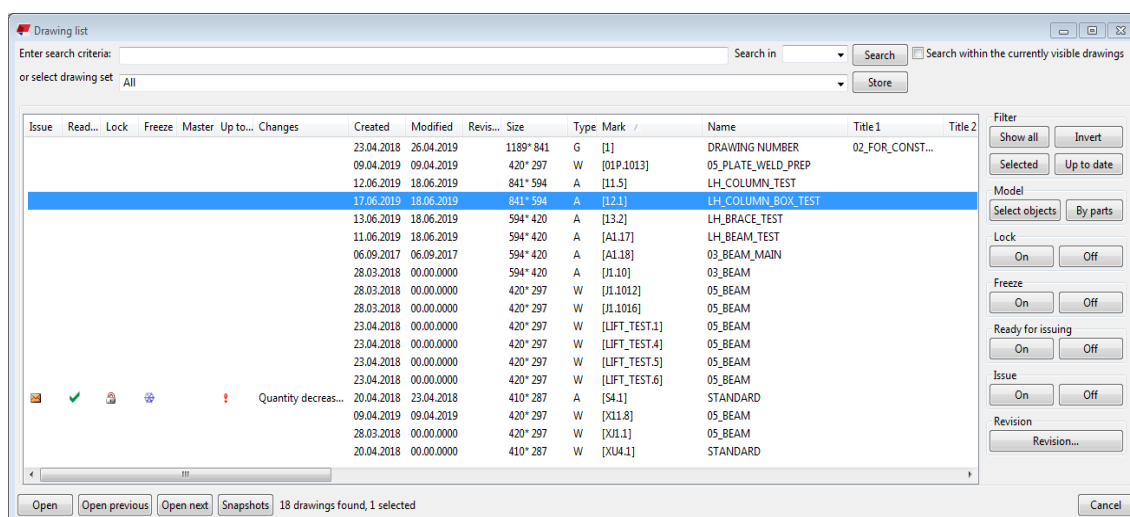 Drawing list
Enter search criteria: Search in Search Search within the currently visible drawings
or select drawing set All Store
Issue Read... Lock Freeze Master Up to... Changes Created Modified Revis... Size Type Mark Name Title 1 Title 2
23.04.2018 26.04.2019 1189* 841 G [1] DRAWING NUMBER 02_FOR_CONST...
09.04.2019 09.04.2019 420* 297 W [01P.1013] 05_PLATE_WELD_PREP
12.06.2019 18.06.2019 841* 594 A [11.5] LH_COLUMN_TEST
17.06.2019 18.06.2019 841* 594 A [12.1] LH_COLUMN_BOX_TEST
13.06.2019 18.06.2019 594* 420 A [13.2] LH_BRACE_TEST
11.06.2019 18.06.2019 594* 420 A [A1.17] LH_BEAM_TEST
06.09.2017 06.09.2017 594* 420 A [A1.18] 03_BEAM_MAIN
28.03.2018 00.00.0000 594* 420 A [J1.10] 03_BEAM
28.03.2018 00.00.0000 420* 297 W [J1.1012] 05_BEAM
28.03.2018 00.00.0000 420* 297 W [J1.1016] 05_BEAM
23.04.2018 00.00.0000 420* 297 W [LIFT_TEST.1] 05_BEAM
23.04.2018 00.00.0000 420* 297 W [LIFT_TEST.4] 05_BEAM
23.04.2018 00.00.0000 420* 297 W [LIFT_TEST.5] 05_BEAM
23.04.2018 00.00.0000 420* 297 W [LIFT_TEST.6] 05_BEAM
Quantity decreas... 20.04.2018 23.04.2018 410* 287 A [S4.1] STANDARD
09.04.2019 09.04.2019 420* 297 W [X11.8] 05_BEAM
28.03.2018 00.00.0000 420* 297 W [XJ1.1] 05_BEAM
20.04.2018 00.00.0000 410* 287 W [XU4.1] STANDARD
Filter
Show all Invert
Selected Up to date
Model
Select objects By parts
Lock
On Off
Freeze
On Off
Ready for issuing
On Off
Issue
On Off
Revision
Revision...
Open Open previous Open next Snapshots 18 drawings found, 1 selected Cancel